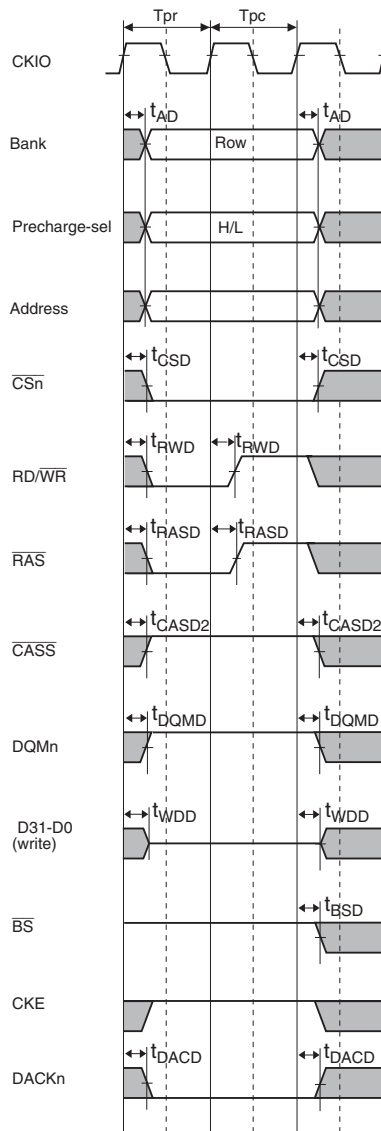 Tpr Tpc
CKIO
tAD tAD
Bank Row
Precharge-sel H/L
Address
tCSD tCSD
CSn
tRWD tRWD
RD/WR
tRASD tRASD
RAS
tCASD2 tCASD2
CASS
tDQMD tDQMD
DQMn
tWDD tWDD
D31-D0
(write)
tBSD
BS
CKE
tDACD tDACD
DACKn